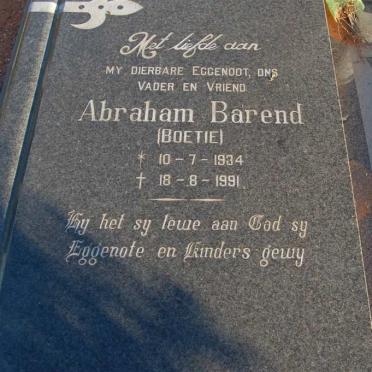 Met liefde aan
MY DIERBARE EGGENOOT, ONS
VADER EN VRIEND
Abraham Barend
(BOETIE)
* 10-7-1934
† 18-8-1991
Hy het sy lewe aan God sy
Eggenote en Kinders gewy